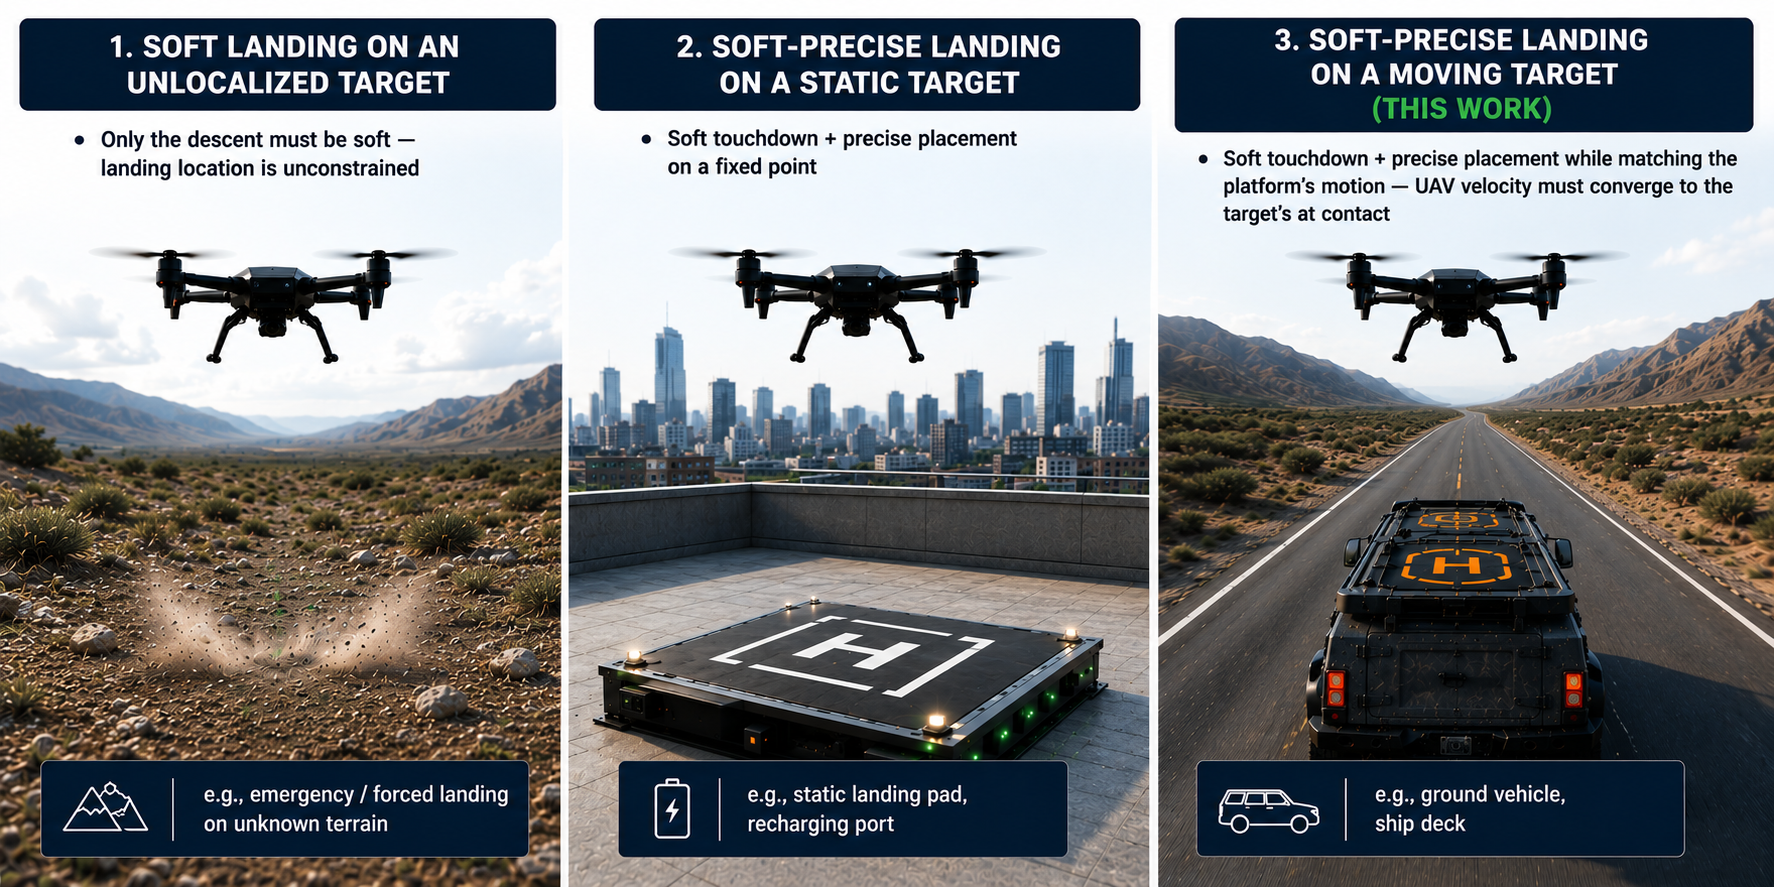 1. SOFT LANDING ON AN
UNLOCALIZED TARGET
• Only the descent must be soft —
landing location is unconstrained
e.g., emergency / forced landing
on unknown terrain
2. SOFT-PRECISE LANDING
ON A STATIC TARGET
• Soft touchdown + precise placement
on a fixed point
H
e.g., static landing pad,
recharging port
3. SOFT-PRECISE LANDING
ON A MOVING TARGET
(THIS WORK)
• Soft touchdown + precise placement while matching the
platform's motion — UAV velocity must converge to the
target's at contact
H
e.g., ground vehicle,
ship deck